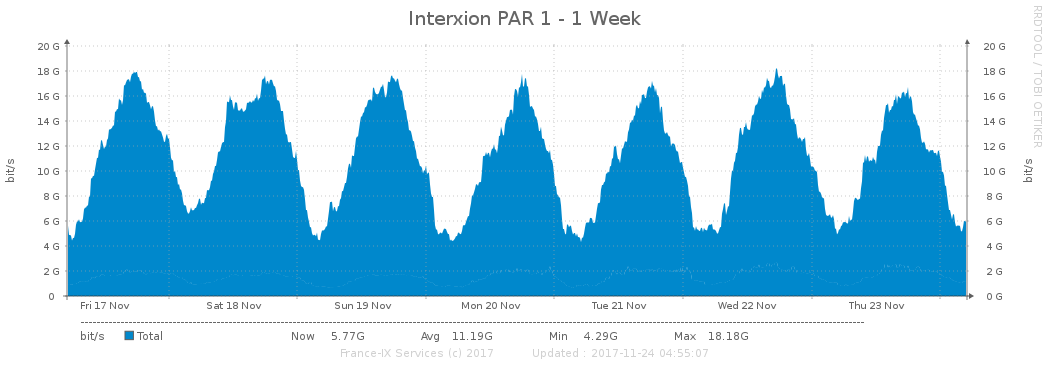 Interxion PAR 1 - 1 Week
RRDTOOL / TOBI OETIKER
bit/s
bit/s
20 G 20 G
18 G 18 G
16 G 16 G
14 G 14 G
12 G 12 G
10 G 10 G
8 G 8 G
6 G 6 G
4 G 4 G
2 G 2 G
0 0 G
Fri 17 Nov Sat 18 Nov Sun 19 Nov Mon 20 Nov Tue 21 Nov Wed 22 Nov Thu 23 Nov
bit/s Total Now 5.77G Avg 11.19G Min 4.29G Max 18.18G
France-IX Services (c) 2017 Updated : 2017-11-24 04:55:07